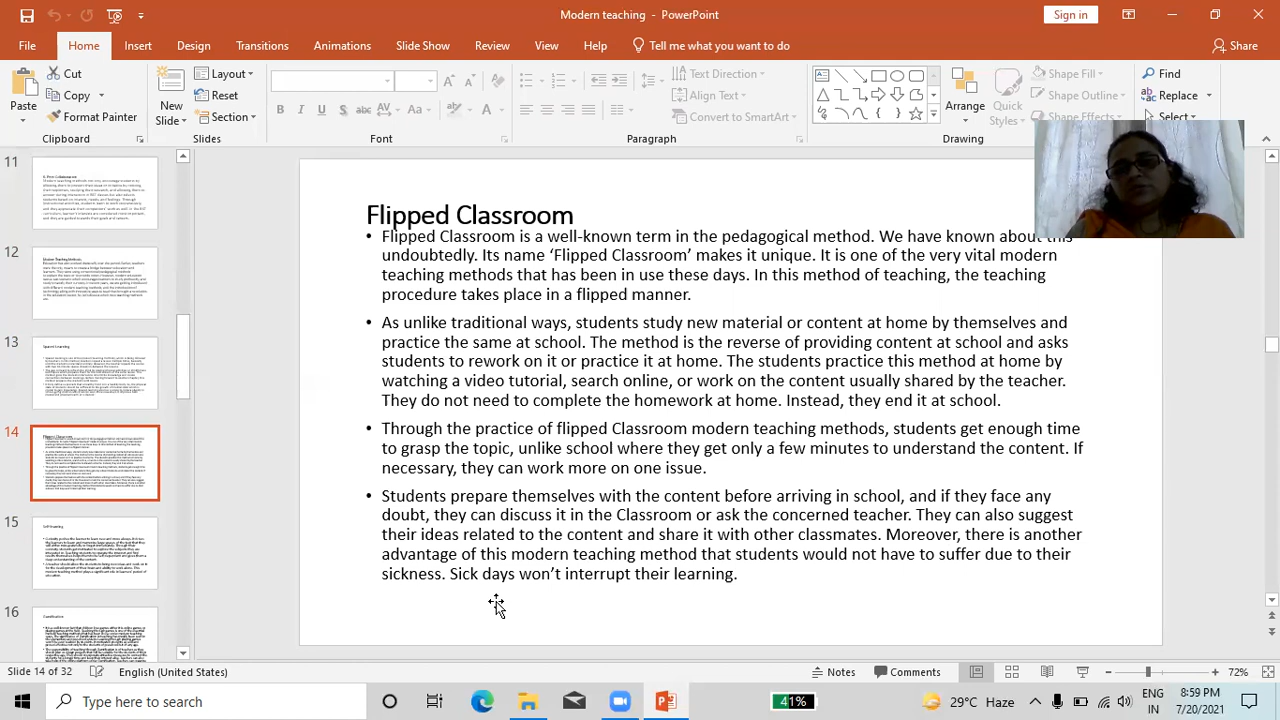 Modern teaching - PowerPoint
Sign in
File Home Insert Design Transitions Animations Slide Show Review View Help Tell me what you want to do Share
Paste
Cut
Copy
Format Painter
Clipboard
New Slide
Layout
Reset
Section
Slides
B I U S abc AV Aa
Font
Text Direction
Align Text
Convert to SmartArt
Paragraph
Arrange
Quick Styles
Shape Fill
Shape Outline
Shape Effects
Drawing
Find
Replace
Select
11
12
13
14
15
16
Flipped Classroom
• Flipped Classroom is a well-known term in the pedagogical method. We have known about this
undoubtedly. Its name ‘Flipped Classroom’ makes it unique. It is one of the very vital modern
teaching methods that has been in use these days. In this method of teaching, the teaching
procedure takes place in a flipped manner.
• As unlike traditional ways, students study new material or content at home by themselves and
practice the same at school. The method is the reverse of providing content at school and asks
students to rework on it or practice it at home. The students practice this method at home by
watching a video tutorial, search online, or work on the content usually shared by the teacher.
They do not need to complete the homework at home. Instead, they end it at school.
• Through the practice of flipped Classroom modern teaching methods, students get enough time
to grasp the topic, unlike school where they get only a few minutes to understand the content. If
necessary, they can work more on one issue.
• Students prepare themselves with the content before arriving in school, and if they face any
doubt, they can discuss it in the Classroom or ask the concerned teacher. They can also suggest
their ideas related to the content and share it with other classmates. Moreover, there is another
advantage of this modern teaching method that students would not have to suffer due to their
sickness. Sick days won’t interrupt their learning.
Slide 14 of 32
English (United States)
Notes
Comments
72%
Type here to search
41%
29°C Haze
ENG
IN
8:59 PM
7/20/2021